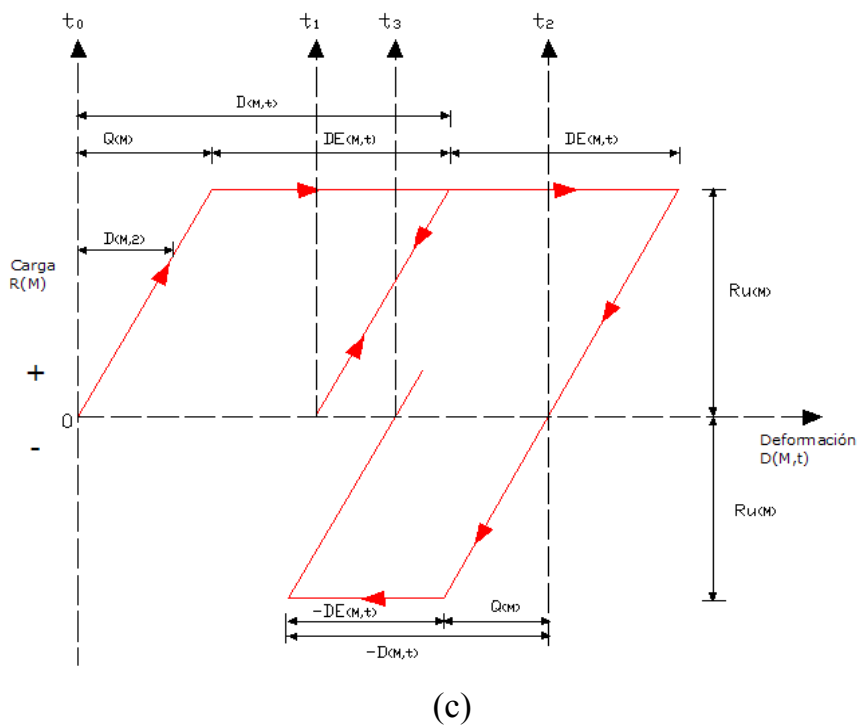 t0 t1 t3 t2
D(M,t)
Q(M) DE(M,t) DE(M,t)
D(M,2)
Carga
R(M)
Ru(M)
+
0
-
Deformación
D(M,t)
Ru(M)
-DE(M,t) Q(M)
-D(M,t)
(c)